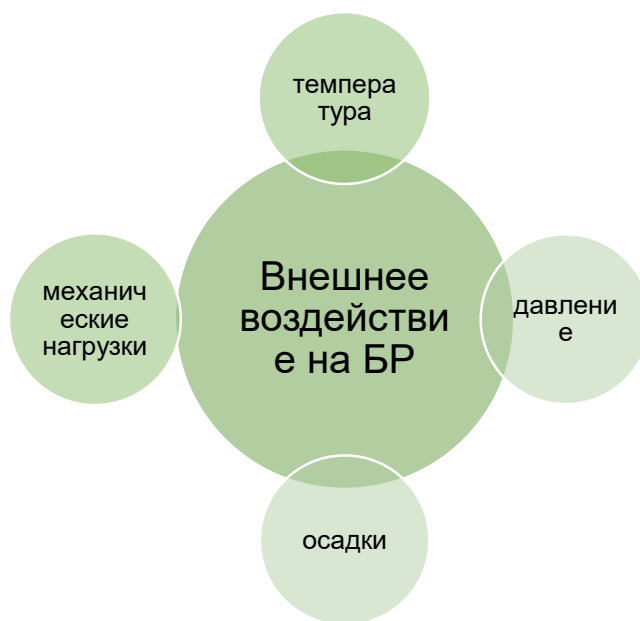 темпера
тура
Внешнее
воздействи
е на БР
механич
еские
нагрузки
давлени
е
осадки